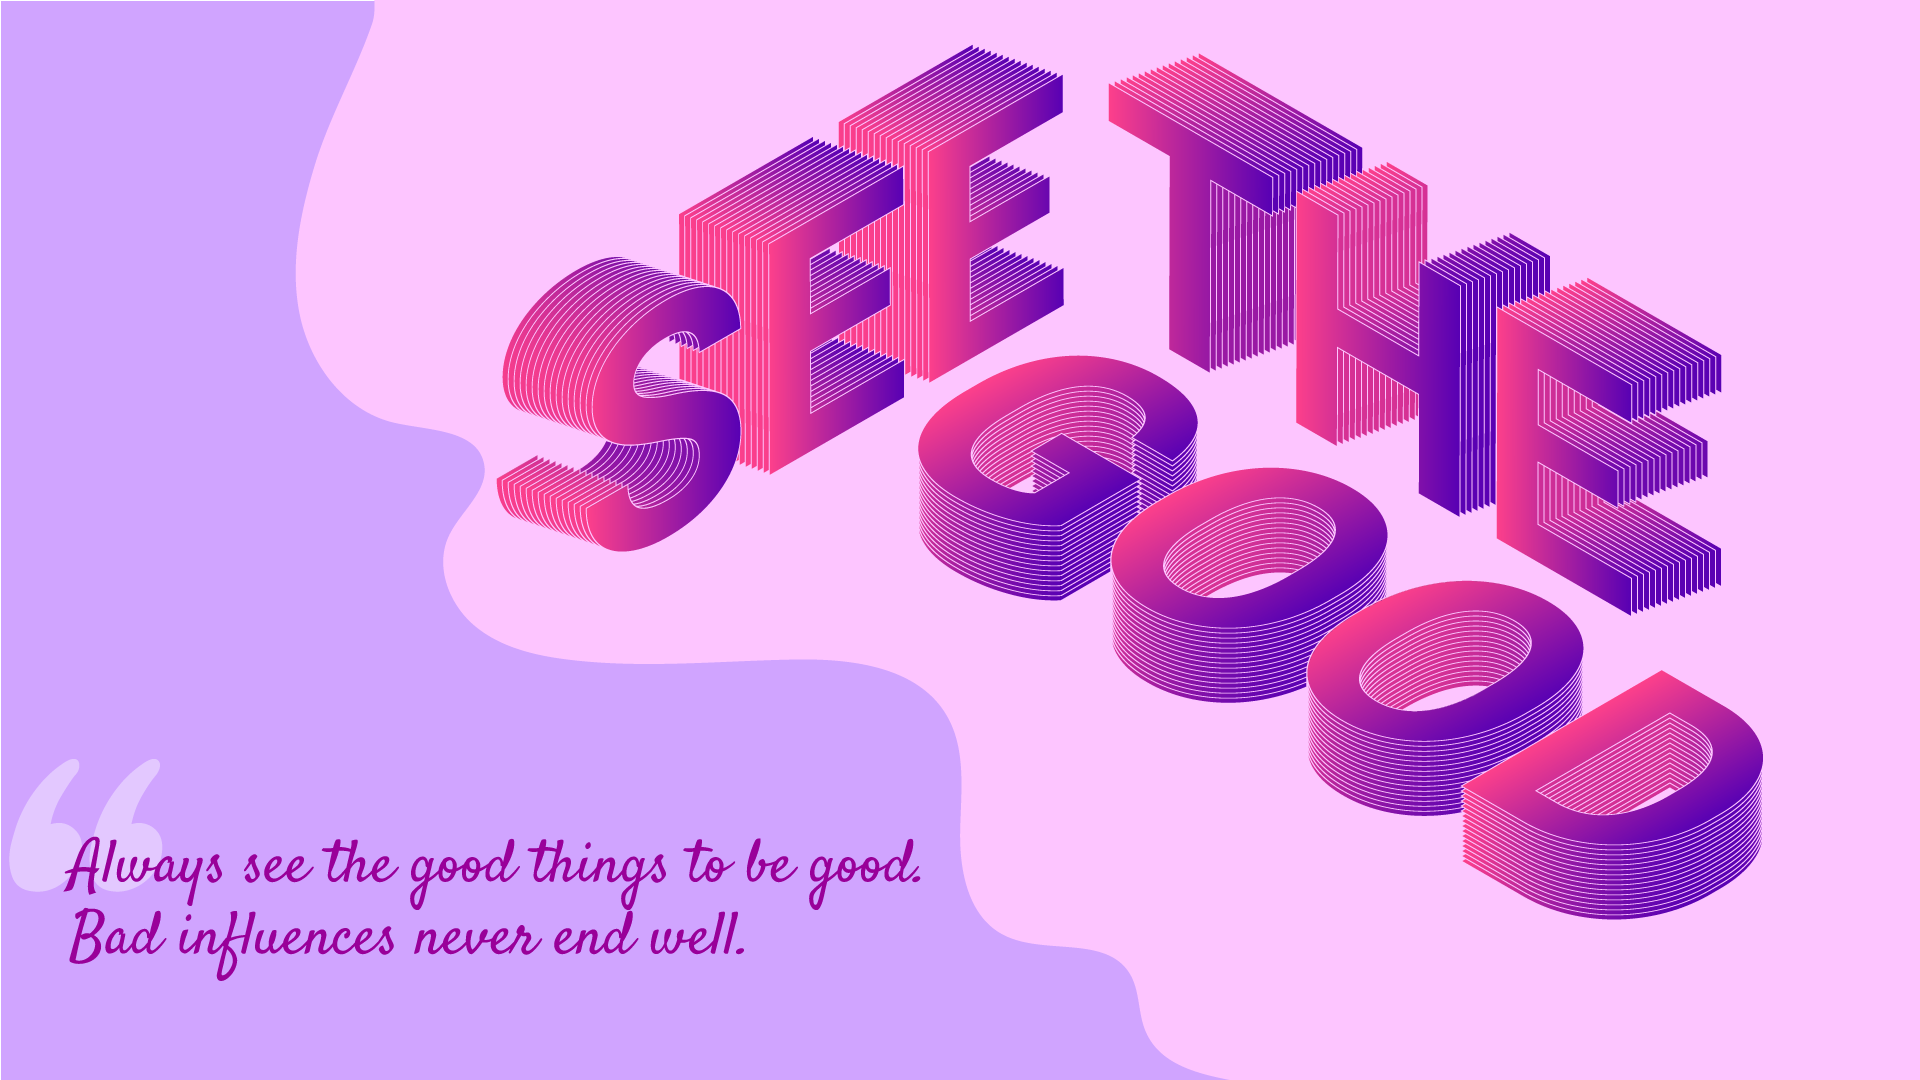 SEE THE
GOOD
“
Always see the good things to be good.
Bad influences never end well.